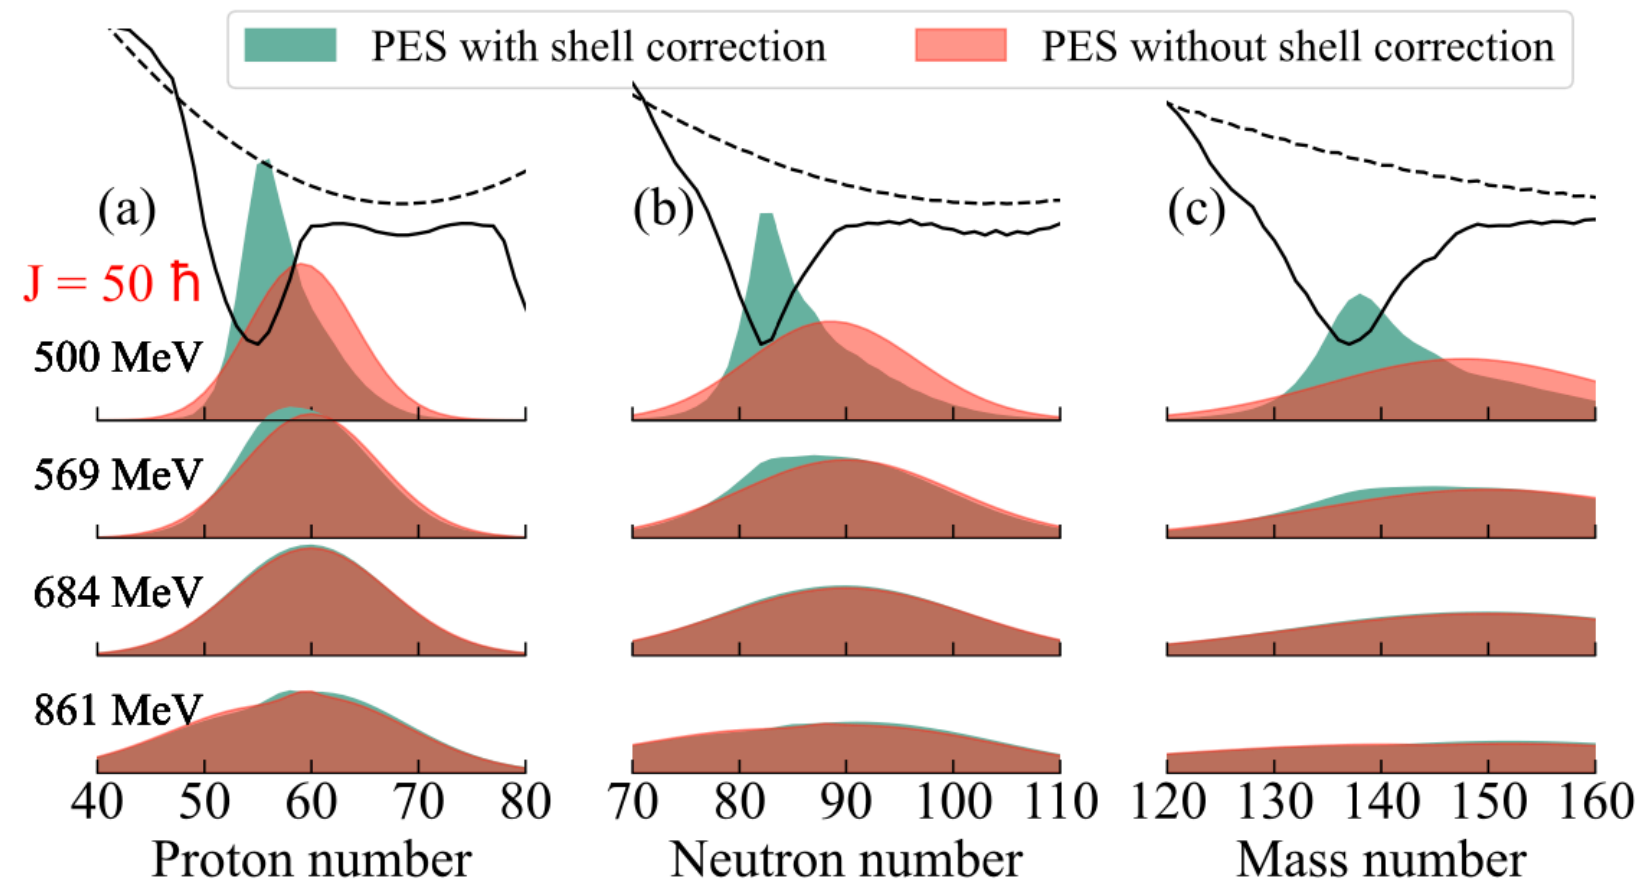 PES with shell correction PES without shell correction
(a) (b) (c)
J = 50 ħ
500 MeV
569 MeV
684 MeV
861 MeV
40 50 60 70 80 70 80 90 100 110 120 130 140 150 160
Proton number Neutron number Mass number